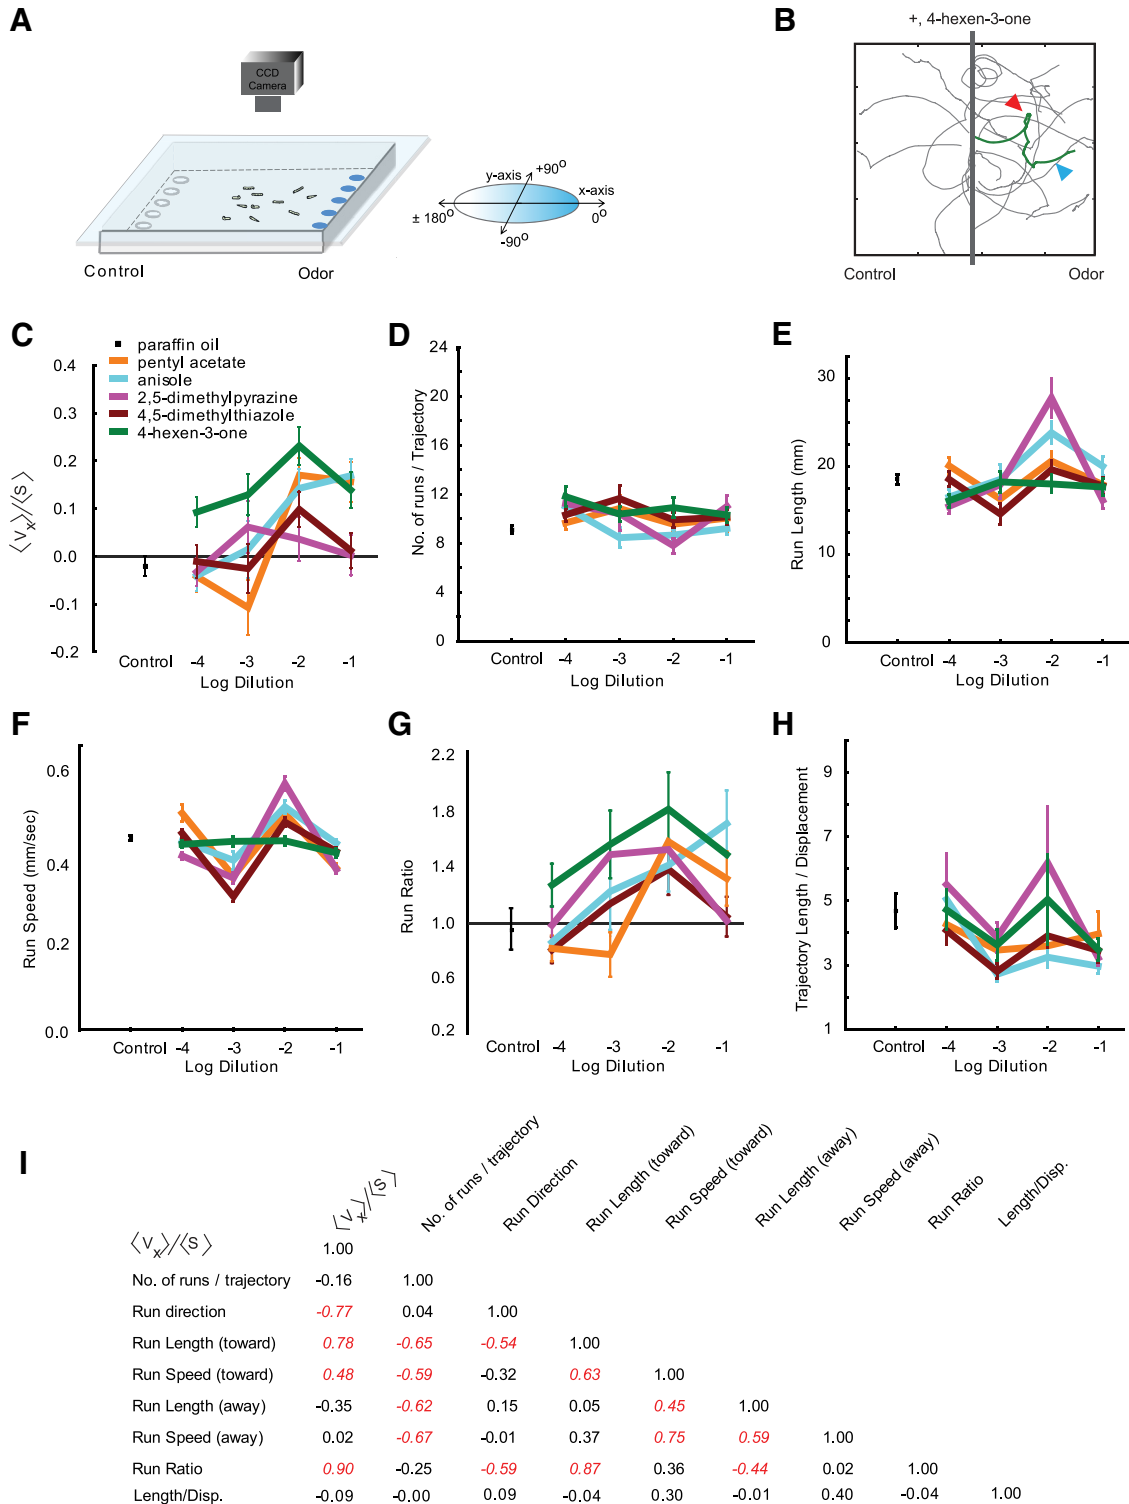 A
CCD
Camera
y-axis
+90°
x-axis
± 180°
0°
-90°
Control
Odor
B
+, 4-hexen-3-one
Control
Odor
C
paraffin oil
pentyl acetate
anisole
2,5-dimethylpyrazine
4,5-dimethylthiazole
4-hexen-3-one
0.4
0.3
0.2
0.1
0.0
-0.1
-0.2
⟨v_x⟩/⟨s⟩
Control
-4
-3
-2
-1
Log Dilution
D
24
20
16
12
8
4
0
No. of runs / Trajectory
Control
-4
-3
-2
-1
Log Dilution
E
30
20
10
0
Run Length (mm)
Control
-4
-3
-2
-1
Log Dilution
F
0.6
0.4
0.2
0.0
Run Speed (mm/sec)
Control
-4
-3
-2
-1
Log Dilution
G
2.2
1.8
1.4
1.0
0.6
0.2
Run Ratio
Control
-4
-3
-2
-1
Log Dilution
H
9
7
5
3
1
Trajectory Length / Displacement
Control
-4
-3
-2
-1
Log Dilution
I
⟨v_x⟩/⟨s⟩ No. of runs / trajectory Run Direction Run Length (toward) Run Speed (toward) Run Length (away) Run Speed (away) Run Ratio Length/Disp.
⟨v_x⟩/⟨s⟩ 1.00
No. of runs / trajectory -0.16 1.00
Run direction -0.77 0.04 1.00
Run Length (toward) 0.78 -0.65 -0.54 1.00
Run Speed (toward) 0.48 -0.59 -0.32 0.63 1.00
Run Length (away) -0.35 -0.62 0.15 0.05 0.45 1.00
Run Speed (away) 0.02 -0.67 -0.01 0.37 0.75 0.59 1.00
Run Ratio 0.90 -0.25 -0.59 0.87 0.36 -0.44 0.02 1.00
Length/Disp. -0.09 -0.00 0.09 -0.04 0.30 -0.01 0.40 -0.04 1.00